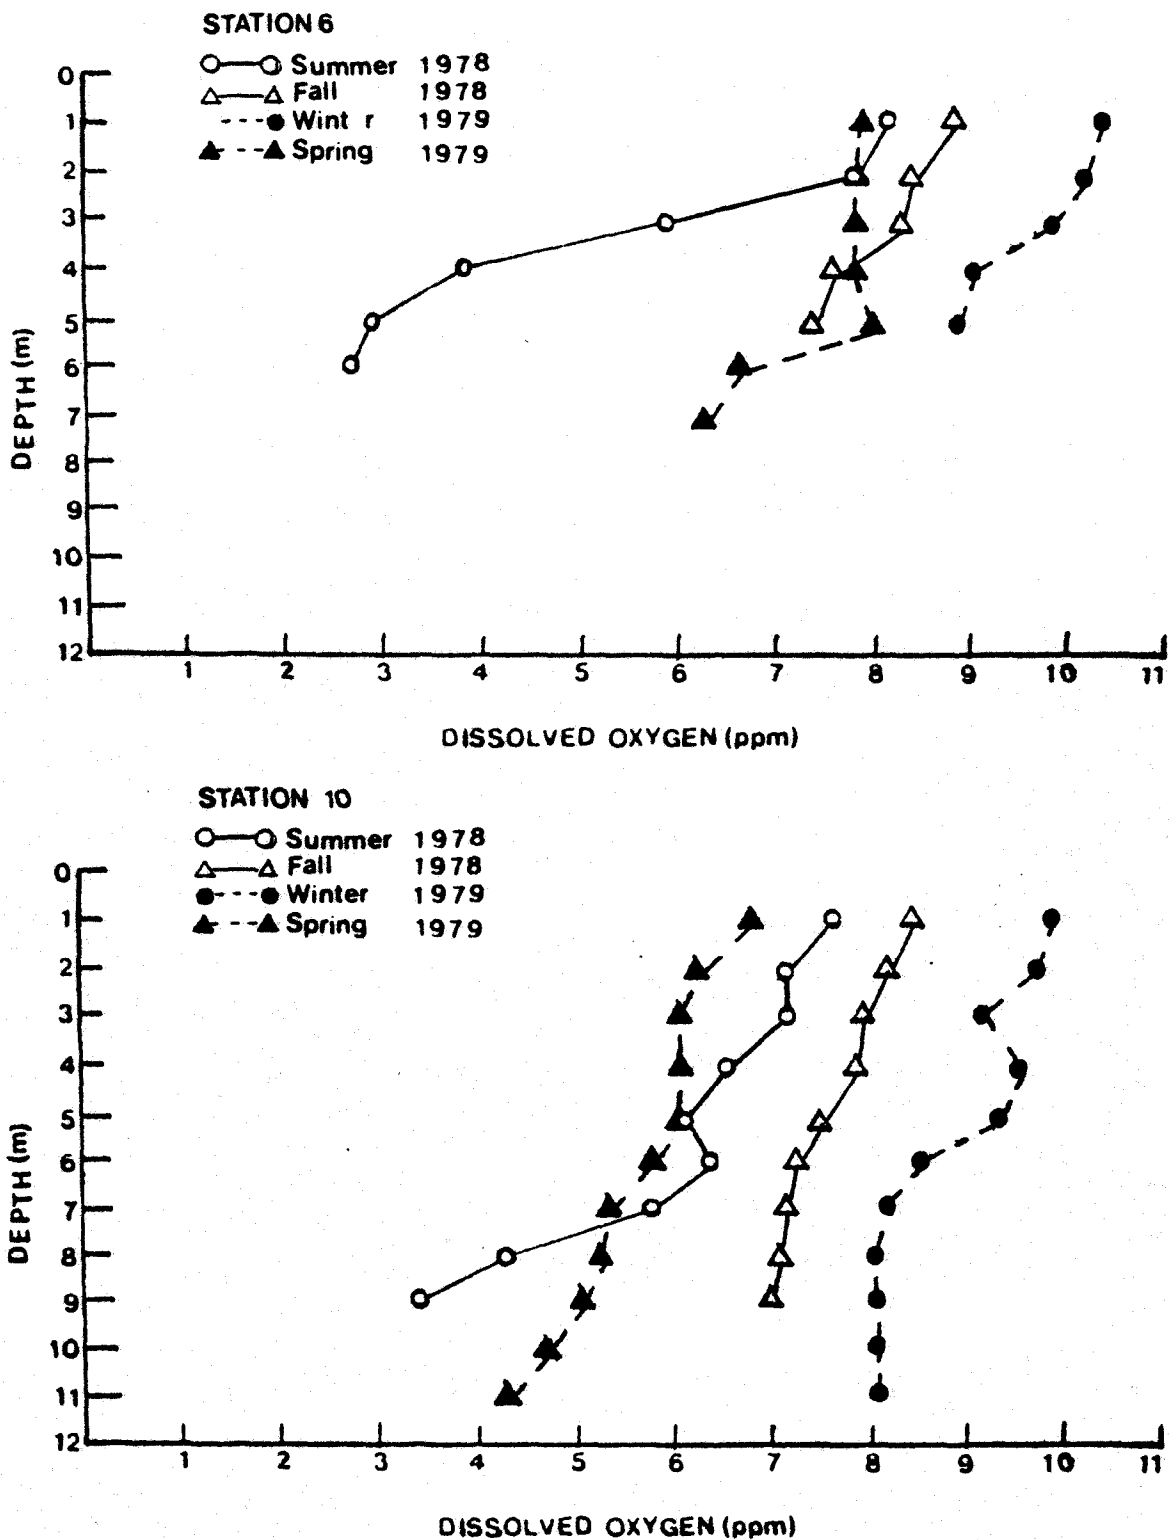 STATION 6
Summer 1978
Fall 1978
Wint r 1979
Spring 1979
0
1
2
3
4
5
6
7
8
9
10
11
12
DEPTH (m)
1 2 3 4 5 6 7 8 9 10 11
DISSOLVED OXYGEN (ppm)
STATION 10
Summer 1978
Fall 1978
Winter 1979
Spring 1979
0
1
2
3
4
5
6
7
8
9
10
11
12
DEPTH (m)
1 2 3 4 5 6 7 8 9 10 11
DISSOLVED OXYGEN (ppm)